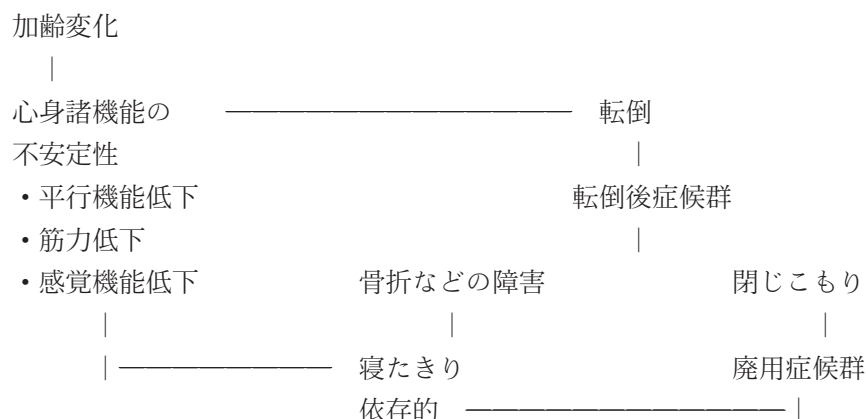 加齢変化
心身諸機能の 転倒
不安定性
・平行機能低下 転倒後症候群
・筋力低下
・感覚機能低下 骨折などの障害 閉じこもり
寝たきり 廃用症候群
依存的